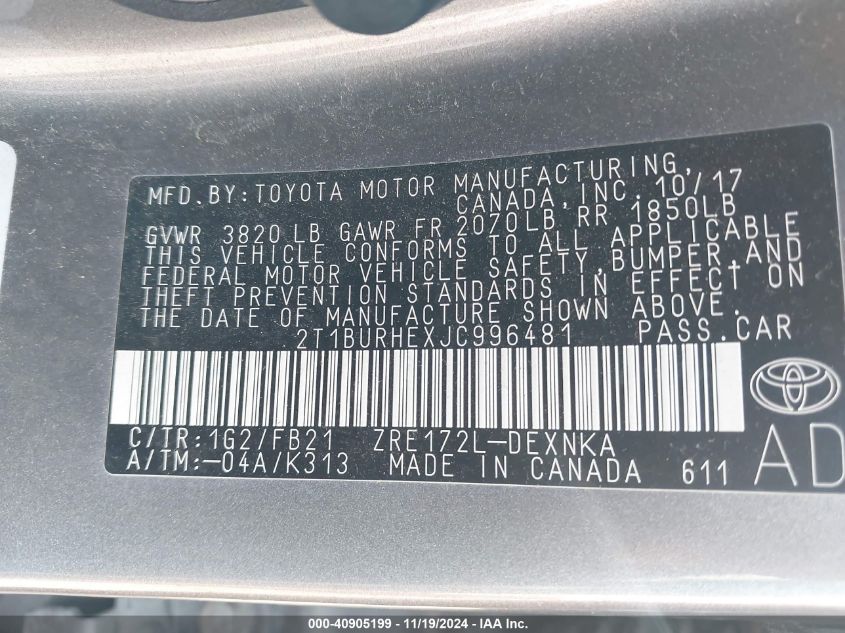 MFD.BY:TOYOTA MOTOR MANUFACTURING,
CANADA,INC. 10/17
GVWR 3820 LB GAWR FR 2070LB RR 1850LB
THIS VEHICLE CONFORMS TO ALL APPLICABLE
FEDERAL MOTOR VEHICLE SAFETY,BUMPER,AND
THEFT PREVENTION STANDARDS IN EFFECT ON
THE DATE OF MANUFACTURE SHOWN ABOVE.
2T1BURHEXJC996481 PASS.CAR
C/TR:1G2/FB21 ZRE172L-DEXNKA
A/TM:-04A/K313 MADE IN CANADA 611
AD
000-40905199 - 11/19/2024 - IAA Inc.